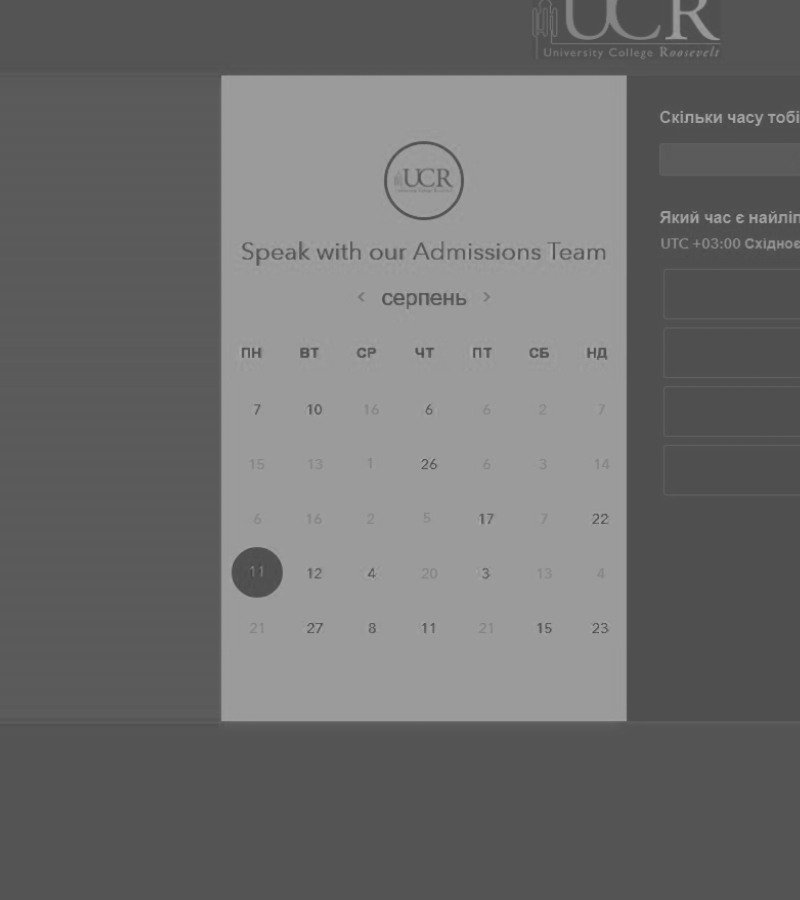 UCR
University College Roosevelt
UCR
Speak with our Admissions Team
серпень
ПН ВТ СР ЧТ ПТ СБ НД
7 10 16 6 6 2 7
15 13 1 26 6 3 14
6 16 2 5 17 7 22
11 12 4 20 3 13 4
21 27 8 11 21 15 23
Скільки часу тобі
Який час є найліп
UTC +03:00 Східноє